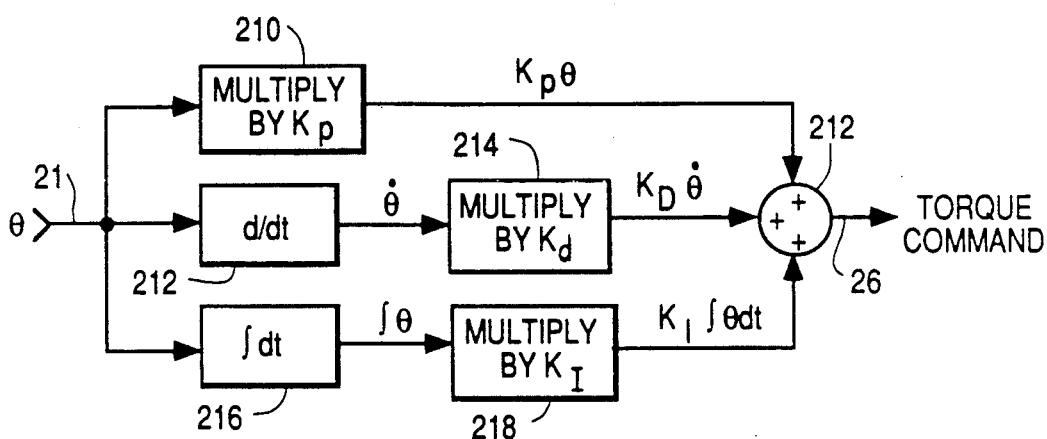 210
MULTIPLY
BY Kp
Kpθ
212
21
θ
d/dt
212
θ̇
214
MULTIPLY
BY Kd
KD θ̇
+
+
+
26
TORQUE
COMMAND
∫ dt
216
∫ θ
MULTIPLY
BY KI
218
KI ∫ θdt